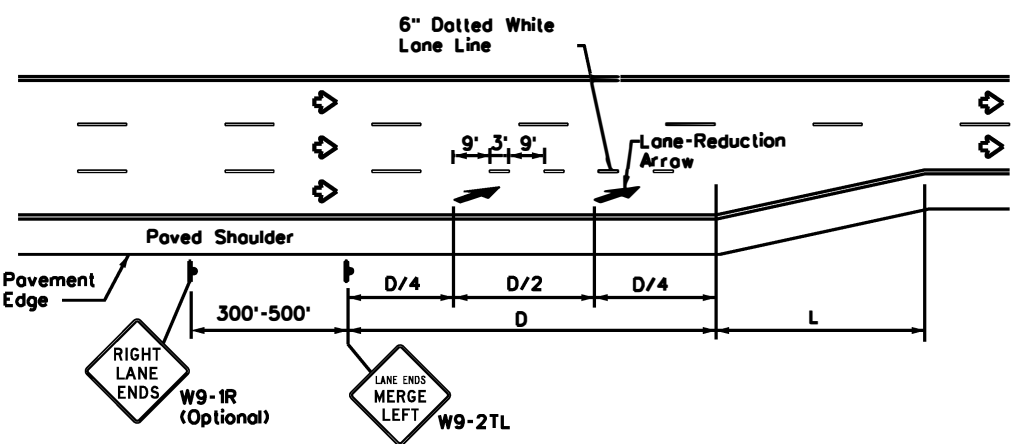 6" Dotted White
Lane Line
9' 3' 9'
Lane-Reduction
Arrow
Paved Shoulder
Pavement
Edge
D/4 D/2 D/4
300'-500' D L
RIGHT
LANE
ENDS
W9-1R
(Optional)
LANE ENDS
MERGE
LEFT
W9-2TL